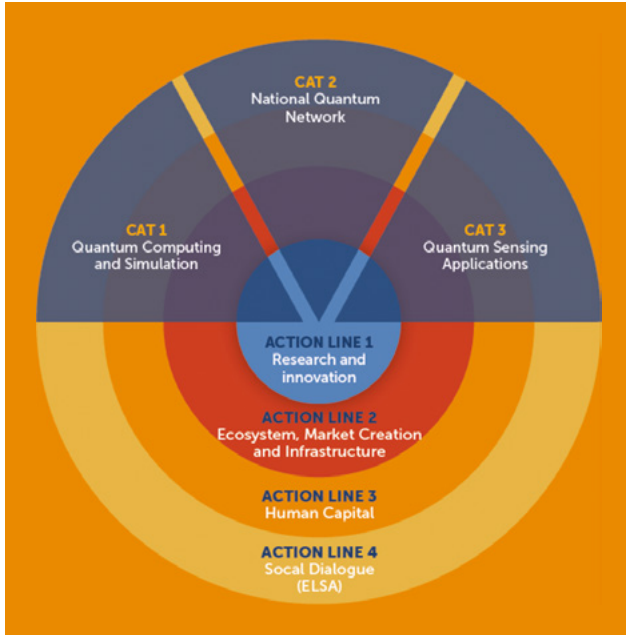 CAT 2
National Quantum
Network
CAT 1
Quantum Computing
and Simulation
CAT 3
Quantum Sensing
Applications
ACTION LINE 1
Research and
innovation
ACTION LINE 2
Ecosystem, Market Creation
and Infrastructure
ACTION LINE 3
Human Capital
ACTION LINE 4
Socal Dialogue
(ELSA)